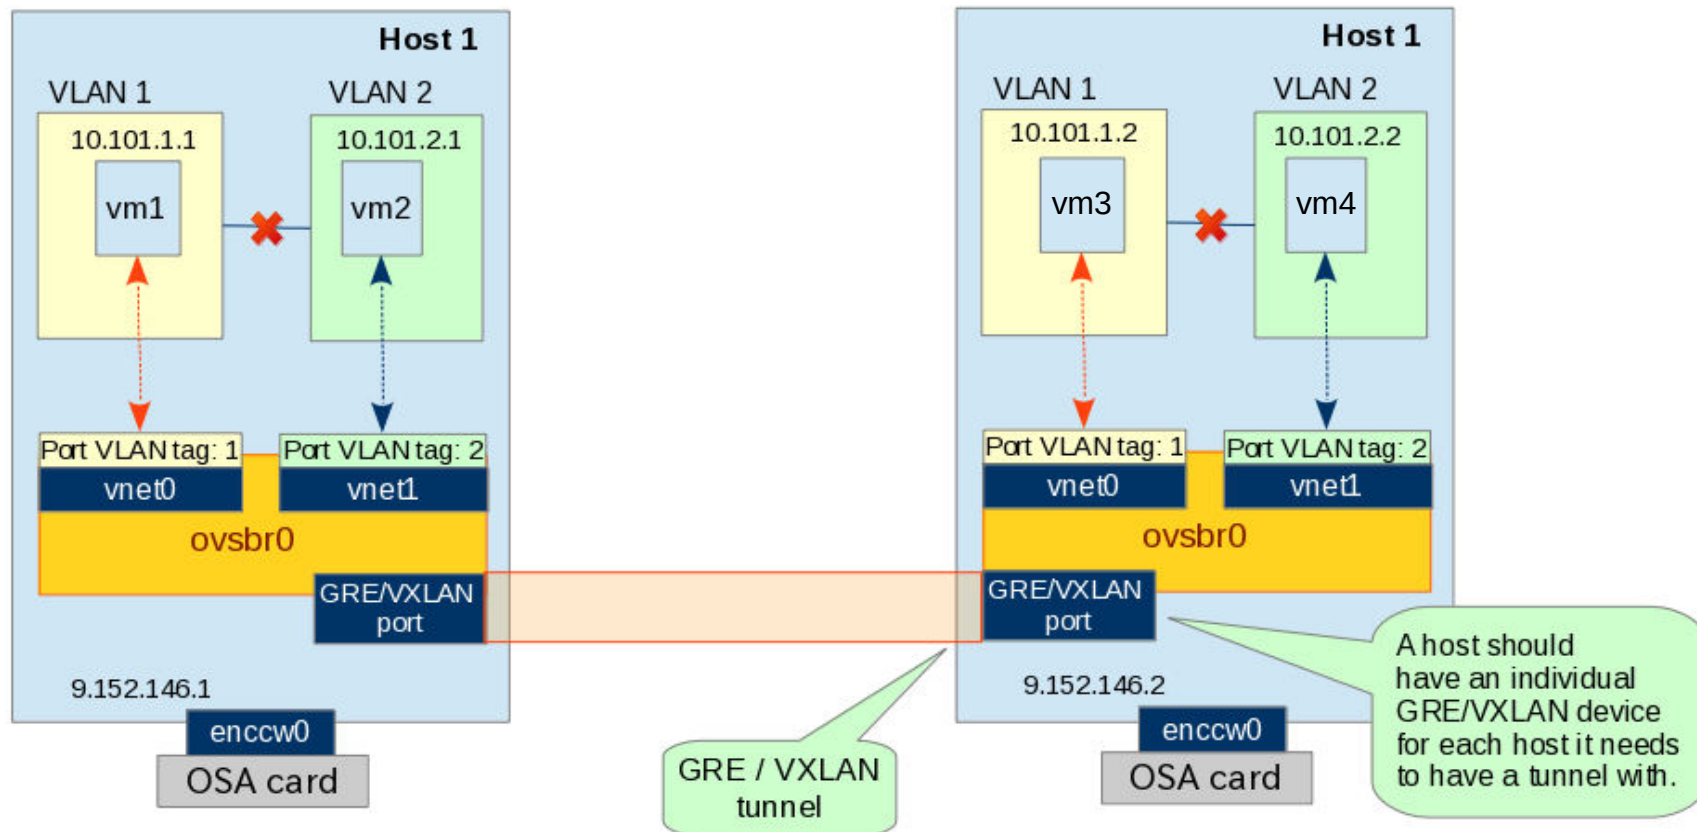 Host 1
VLAN 1
VLAN 2
10.101.1.1
10.101.2.1
vm1
vm2
Port VLAN tag: 1
Port VLAN tag: 2
vnet0
vnet1
ovsbr0
GRE/VXLAN
port
9.152.146.1
enccw0
OSA card
Host 1
VLAN 1
VLAN 2
10.101.1.2
10.101.2.2
vm3
vm4
Port VLAN tag: 1
Port VLAN tag: 2
vnet0
vnet1
ovsbr0
GRE/VXLAN
port
9.152.146.2
enccw0
OSA card
GRE / VXLAN
tunnel
A host should
have an individual
GRE/VXLAN device
for each host it needs
to have a tunnel with.